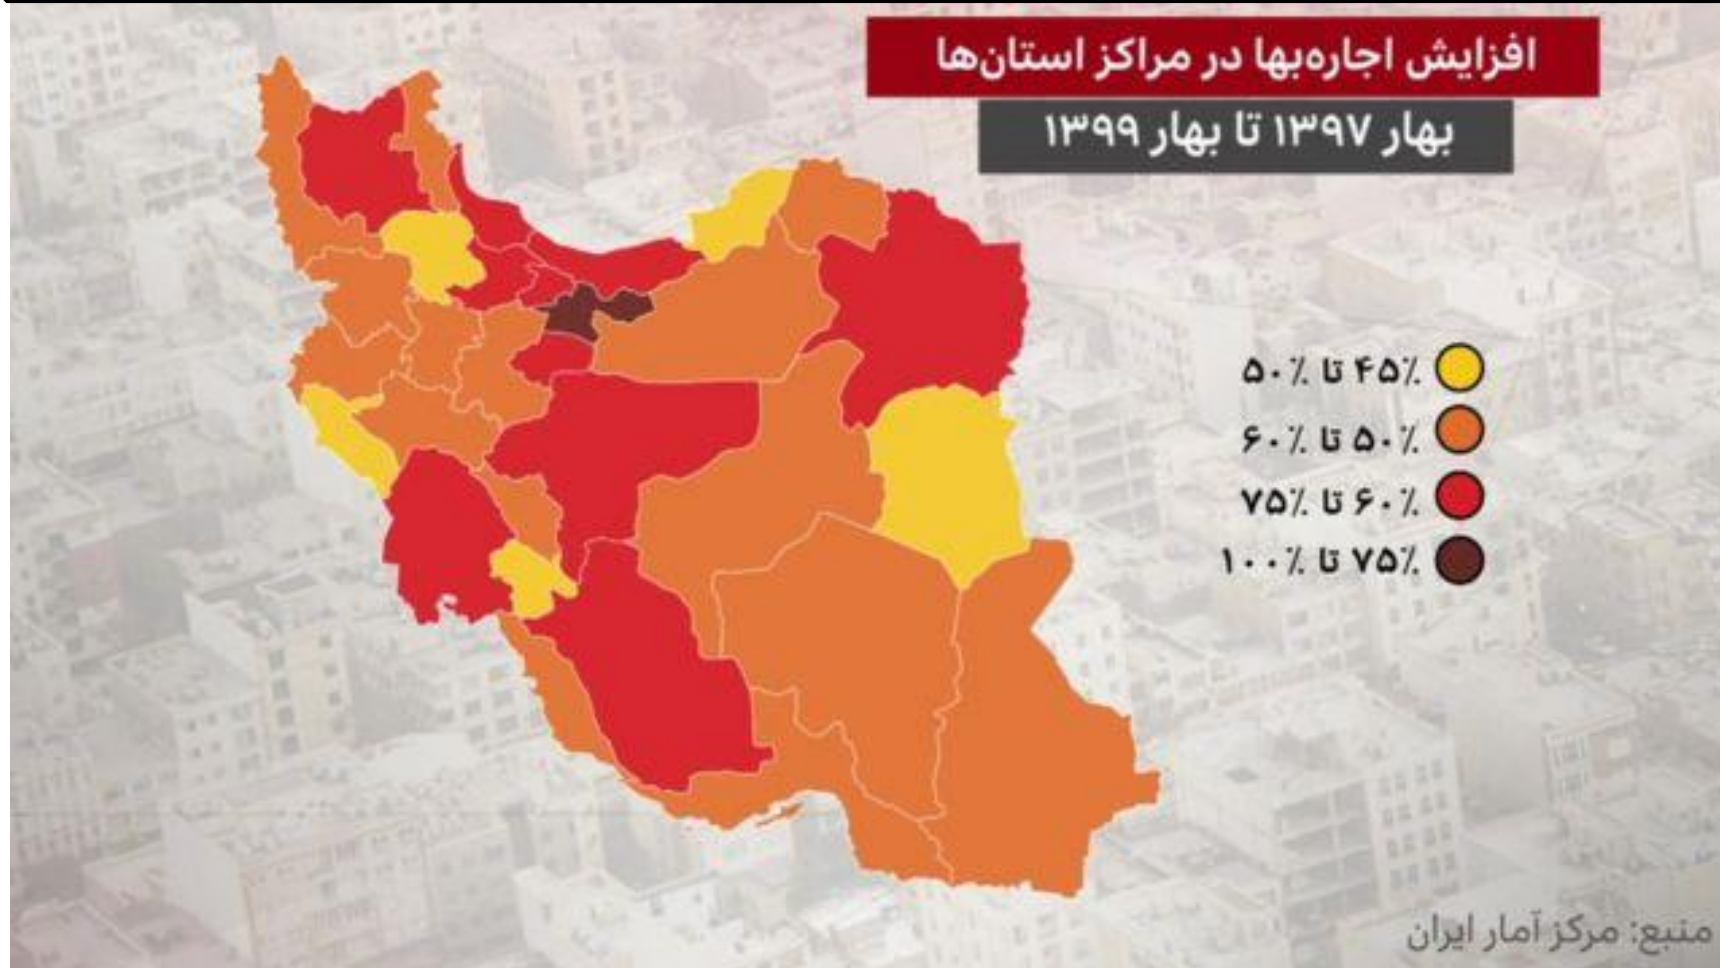 افزایش اجاره‌بها در مراکز استان‌ها
بهار ۱۳۹۷ تا بهار ۱۳۹۹
۴۵٪ تا ۵۰٪
۵۰٪ تا ۶۰٪
۶۰٪ تا ۷۵٪
۷۵٪ تا ۱۰۰٪
منبع: مرکز آمار ایران